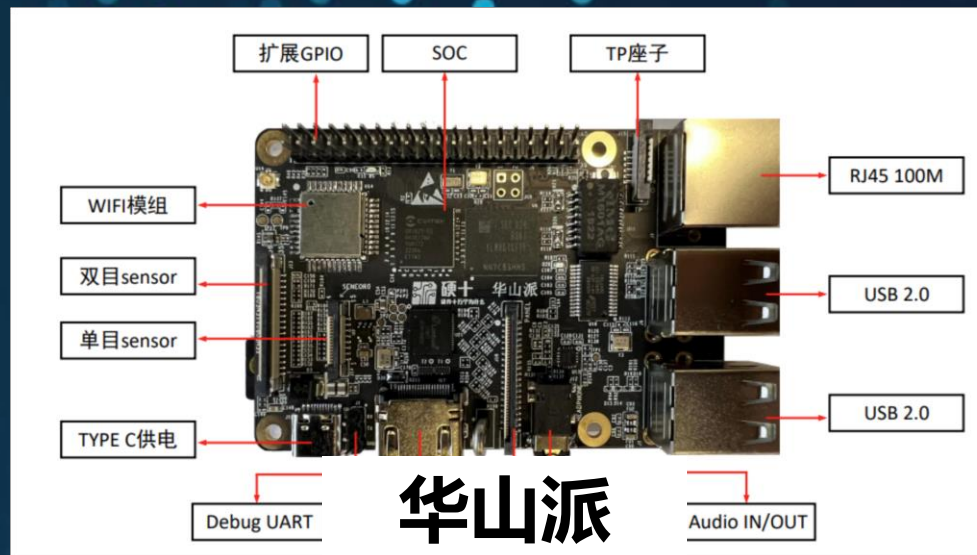 扩展GPIO
SOC
TP座子
RJ45 100M
WIFI模组
双目sensor
USB 2.0
单目sensor
SENCOR0
硕十
华山派
USB 2.0
TYPE C供电
Debug UART
华山派
Audio IN/OUT